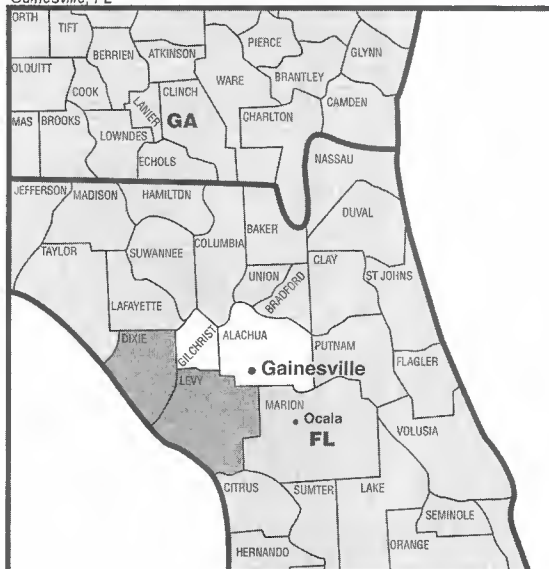 Gainesville, FL
ORTH
TIFT
PIERCE
GLYNN
BERRIEN
ATKINSON
WARE
BRANTLEY
OLQUITT
COOK
LANIER
CLINCH
CAMDEN
MAS
BROOKS
GA
CHARLTON
LOWNDES
ECHOLS
NASSAU
JEFFERSON
MADISON
HAMILTON
DUVAL
BAKER
COLUMBIA
TAYLOR
SUWANNEE
CLAY
ST JOHNS
UNION
BRADFORD
LAFAYETTE
DIXIE
GILCHRIST
ALACHUA
PUTNAM
Gainesville
FLAGLER
LEVY
MARION
Ocala
FL
VOLUSIA
CITRUS
SUMTER
LAKE
SEMINOLE
ORANGE
HERNANDO